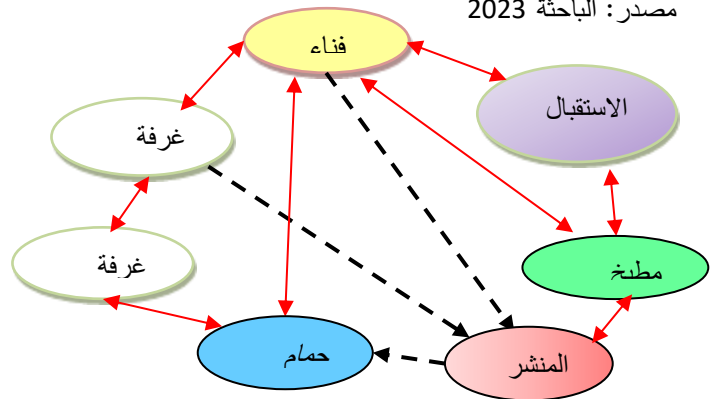 مصدر: الباحثة 2023
فناء
الاستقبال
غرفة
غرفة
مطبخ
حمام
المنشر